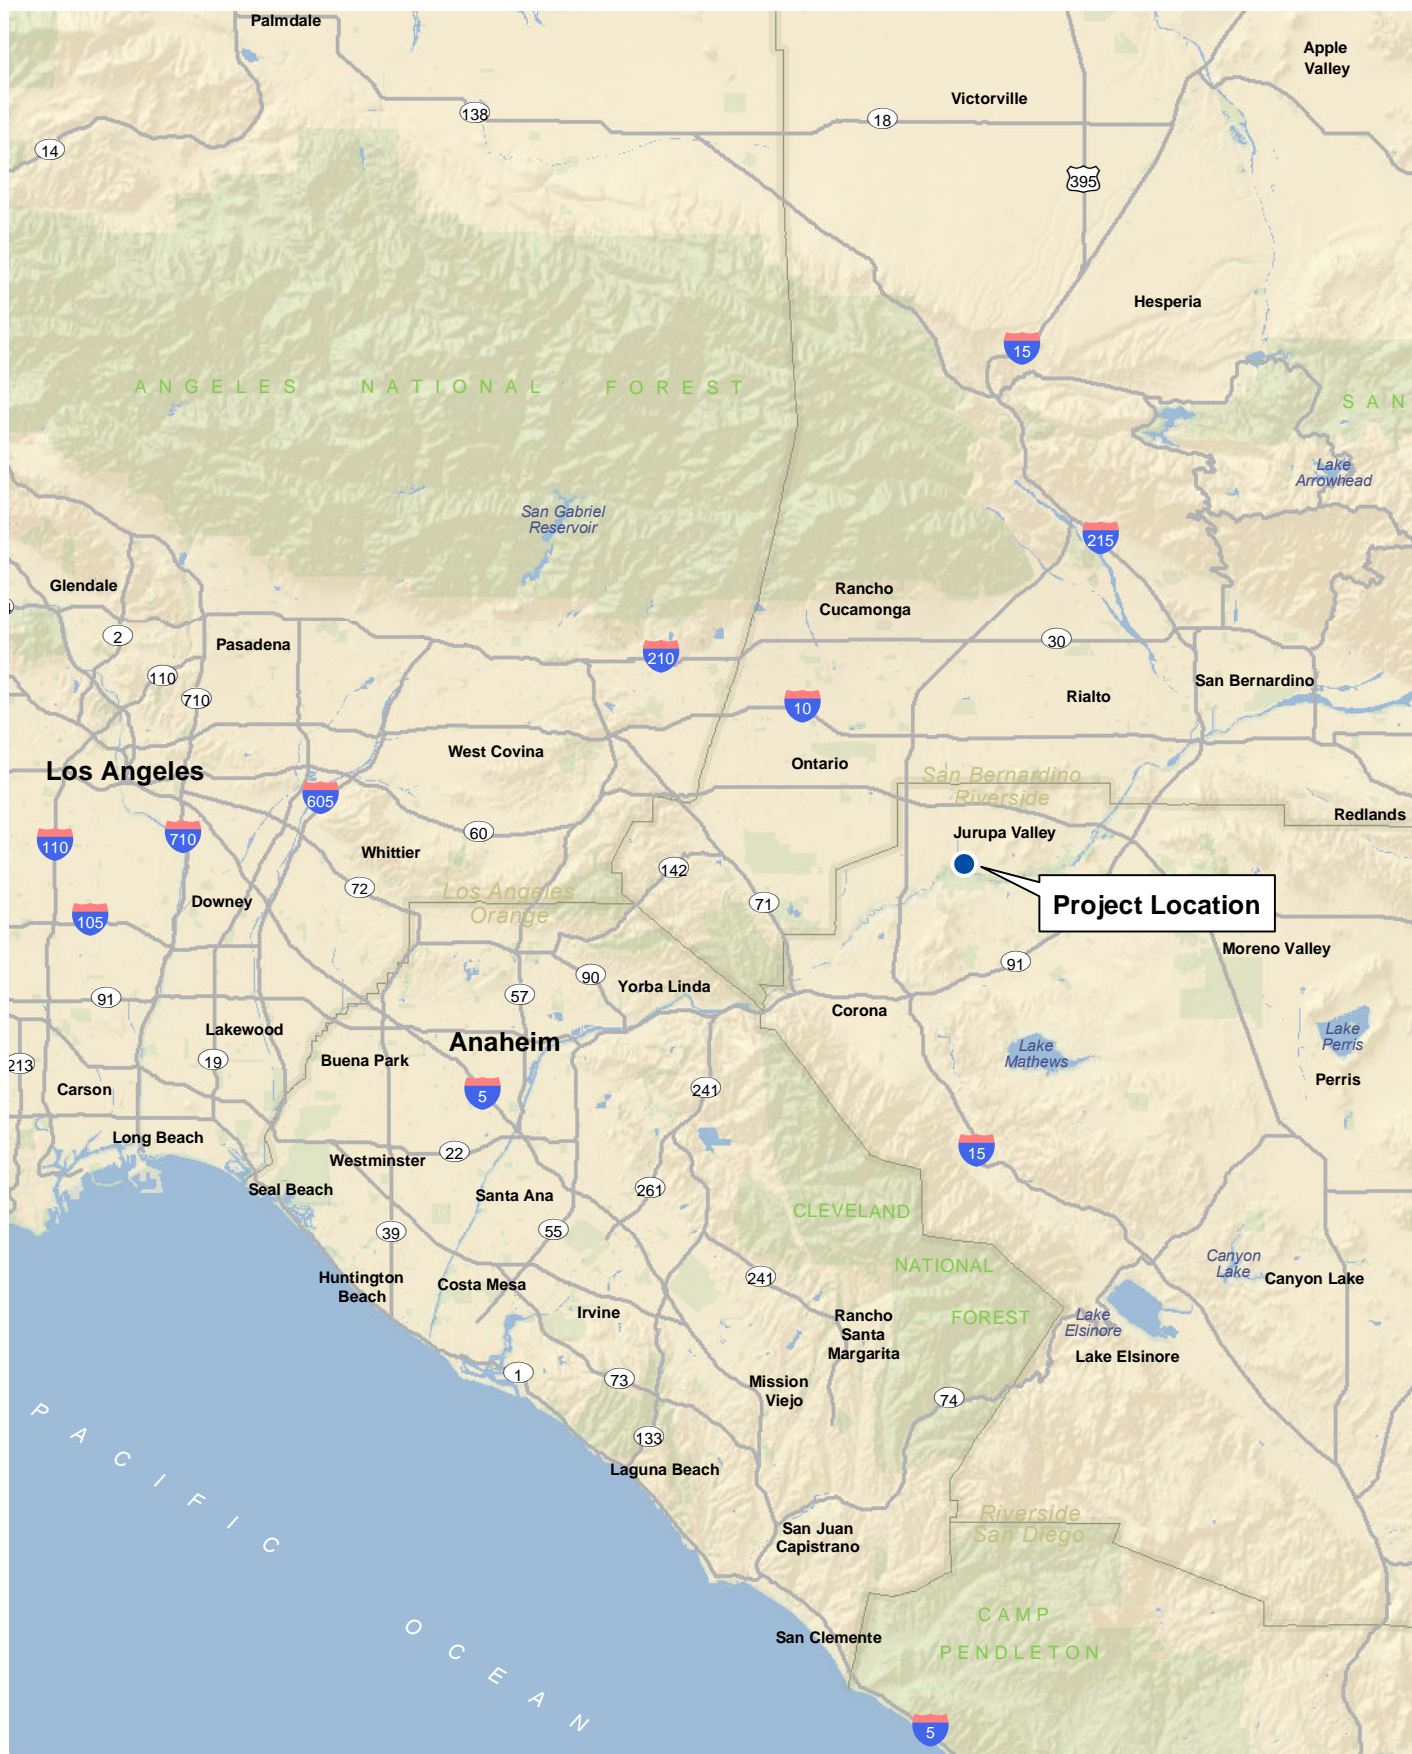 Palmdale
Apple
Valley
Victorville
138
18
14
395
Hesperia
15
ANGELES NATIONAL FOREST
SAN
Lake
Arrowhead
San Gabriel
Reservoir
215
Glendale
Rancho
Cucamonga
2
30
Pasadena
210
110
San Bernardino
710
Rialto
10
West Covina
Ontario
Los Angeles
San Bernardino
Riverside
605
Redlands
60
Jurupa Valley
110
710
Whittier
142
72
Los Angeles
Orange
Downey
71
Project Location
105
Moreno Valley
91
90
Yorba Linda
57
91
Corona
Lakewood
Lake
Perris
Anaheim
Buena Park
Lake
Mathews
19
213
Perris
Carson
5
241
Long Beach
22
15
Westminster
Seal Beach
Santa Ana
261
CLEVELAND
39
55
NATIONAL
Canyon
Lake
Canyon Lake
Huntington
Beach
Costa Mesa
241
Irvine
Rancho
Santa
Margarita
FOREST
Lake
Elsinore
Lake Elsinore
1
73
Mission
Viejo
74
133
PACIFIC OCEAN
Laguna Beach
Riverside
San Diego
San Juan
Capistrano
CAMP
PENDLETON
San Clemente
5